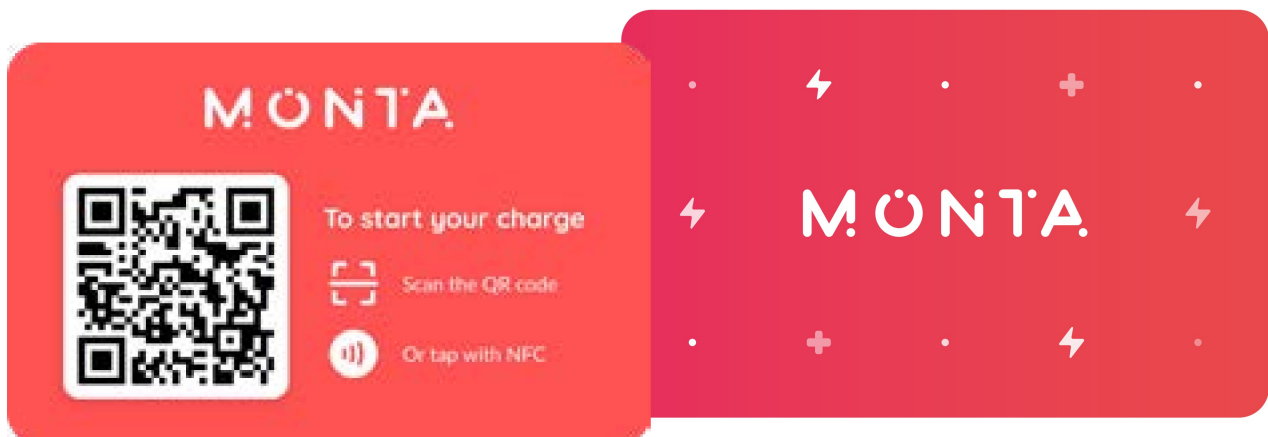 MONTA
To start your charge
Scan the QR code
Or tap with NFC
MONTA